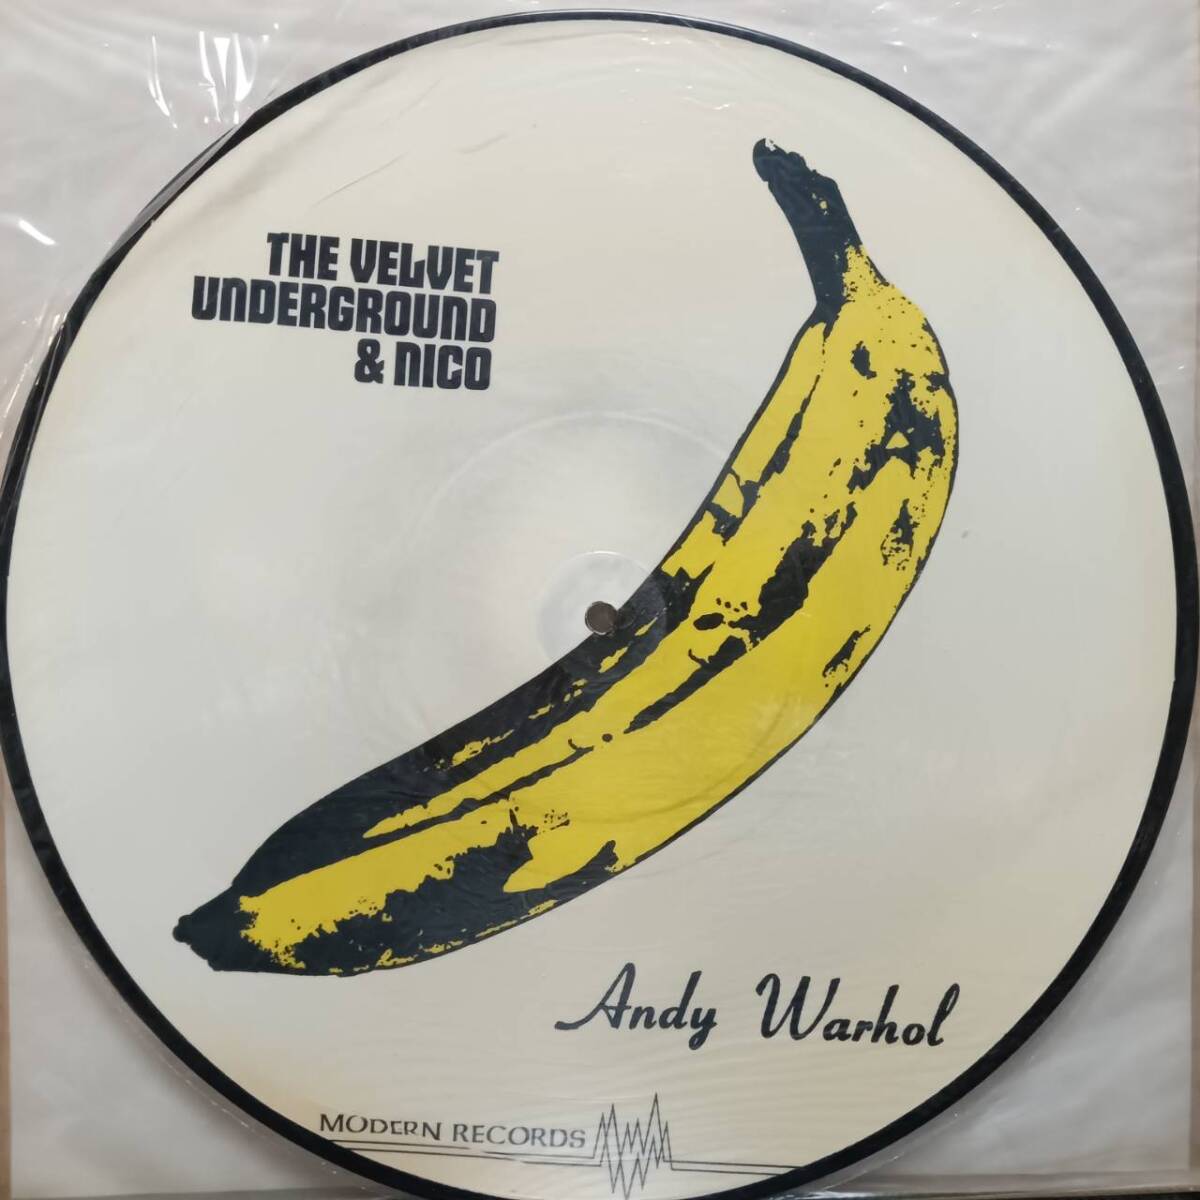 THE VELVET
UNDERGROUND
& NICO
Andy Warhol
MODERN RECORDS